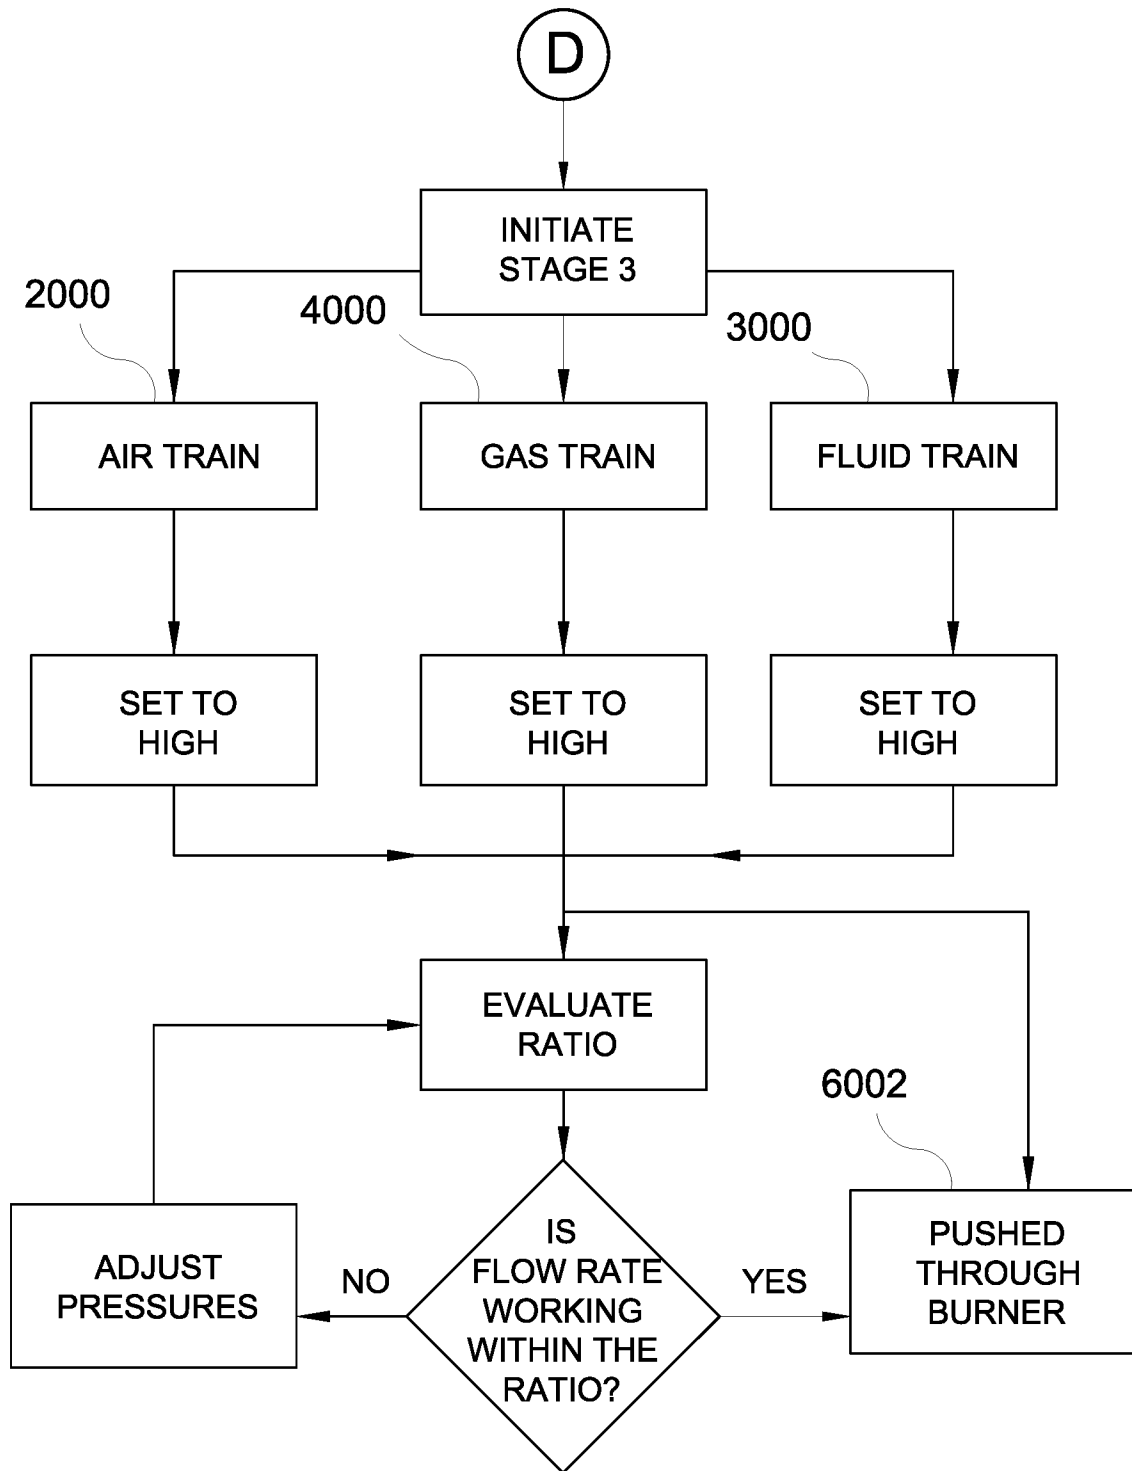 D
INITIATE
STAGE 3
2000
4000
3000
AIR TRAIN
GAS TRAIN
FLUID TRAIN
SET TO
HIGH
SET TO
HIGH
SET TO
HIGH
EVALUATE
RATIO
6002
ADJUST
PRESSURES
NO
IS
FLOW RATE
WORKING
WITHIN THE
RATIO?
YES
PUSHED
THROUGH
BURNER